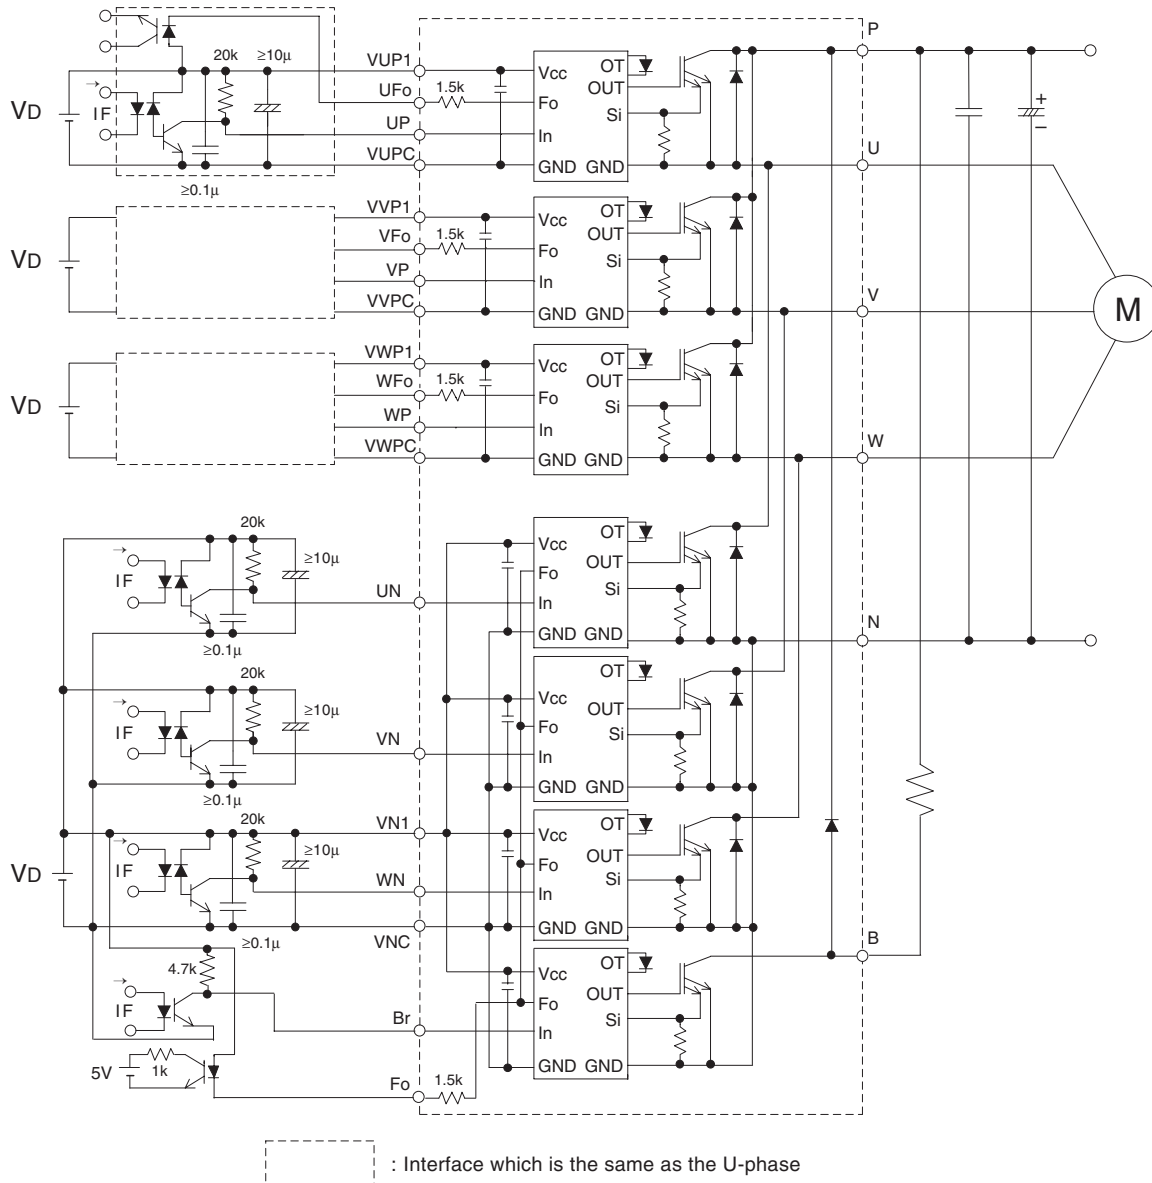 P
20k
≥10μ
VUP1
OT
Vcc
UFo
1.5k
OUT
VD
IF
Fo
Si
+
−
UP
In
VUPC
GND GND
U
≥0.1μ
VVP1
OT
Vcc
VFo
1.5k
OUT
VD
Fo
Si
VP
In
VVPC
GND GND
V
M
VWP1
OT
Vcc
WFo
1.5k
OUT
VD
Fo
Si
WP
In
VWPC
GND GND
W
20k
OT
Vcc
≥10μ
OUT
IF
Fo
Si
UN
In
GND GND
N
≥0.1μ
20k
OT
Vcc
≥10μ
OUT
IF
Fo
Si
VN
In
GND GND
≥0.1μ
20k
VN1
OT
Vcc
≥10μ
OUT
VD
IF
Fo
Si
WN
In
GND GND
B
VNC
≥0.1μ
4.7k
OT
Vcc
OUT
IF
Fo
Si
Br
In
GND GND
5V
1k
Fo
1.5k
: Interface which is the same as the U-phase